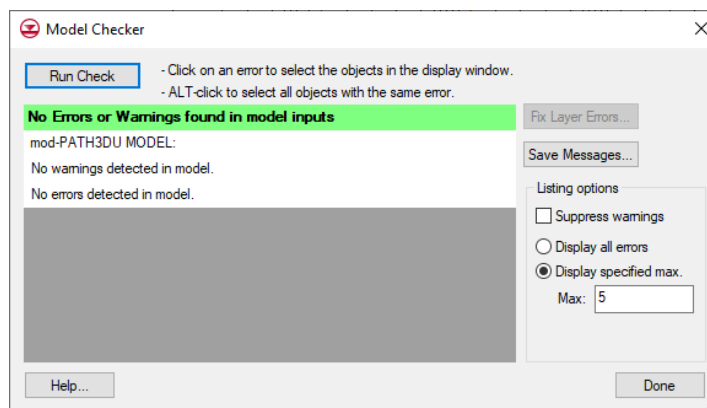 Model Checker
Run Check
- Click on an error to select the objects in the display window.
- ALT-click to select all objects with the same error.
No Errors or Warnings found in model inputs
mod-PATH3DU MODEL:
No warnings detected in model.
No errors detected in model.
Fix Layer Errors...
Save Messages...
Listing options
Suppress warnings
Display all errors
Display specified max.
Max: 5
Help...
Done